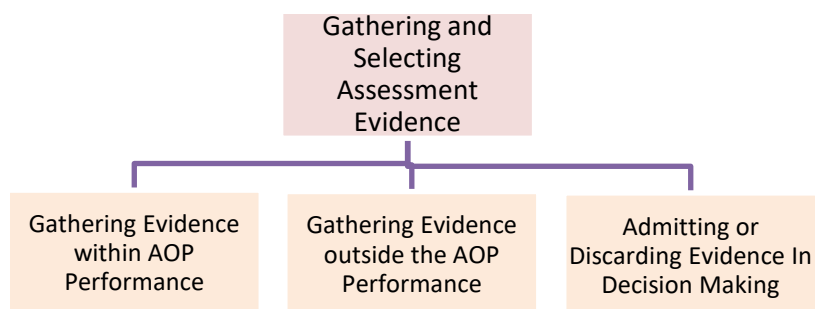 Gathering and
Selecting
Assessment
Evidence
Gathering Evidence
within AOP
Performance
Gathering Evidence
outside the AOP
Performance
Admitting or
Discarding Evidence In
Decision Making